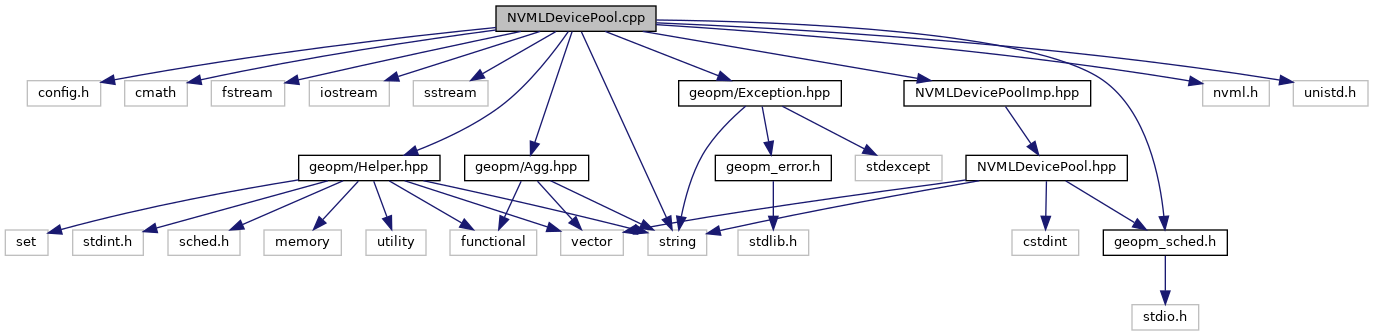 NVMLDevicePool.cpp
config.h
cmath
fstream
iostream
sstream
geopm/Exception.hpp
NVMLDevicePoolImp.hpp
nvml.h
unistd.h
geopm/Helper.hpp
geopm/Agg.hpp
geopm_error.h
stdexcept
NVMLDevicePool.hpp
set
stdint.h
sched.h
memory
utility
functional
vector
string
stdlib.h
cstdint
geopm_sched.h
stdio.h